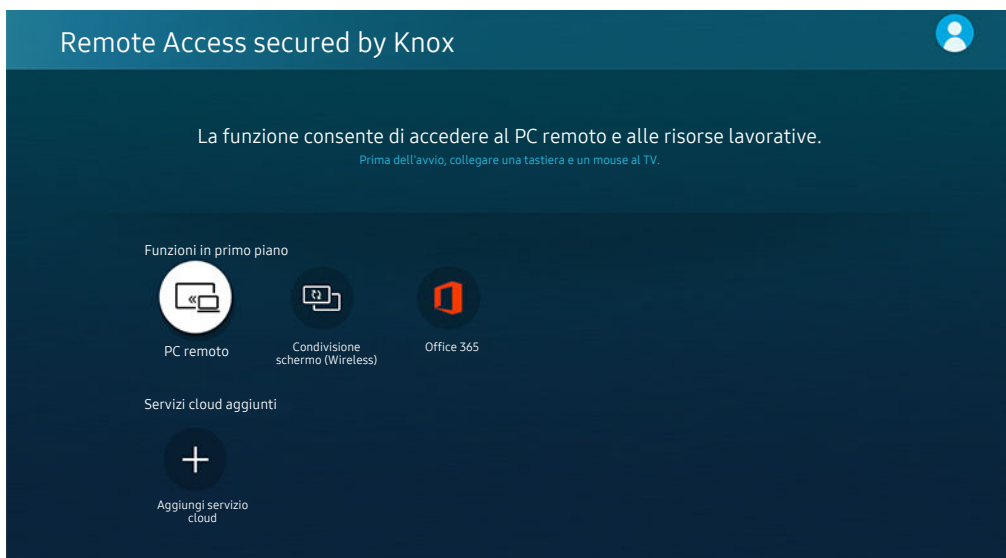 Remote Access secured by Knox
La funzione consente di accedere al PC remoto e alle risorse lavorative.
Prima dell'avvio, collegare una tastiera e un mouse al TV.
Funzioni in primo piano
PC remoto
Condivisione
schermo (Wireless)
Office 365
Servizi cloud aggiunti
Aggiungi servizio
cloud